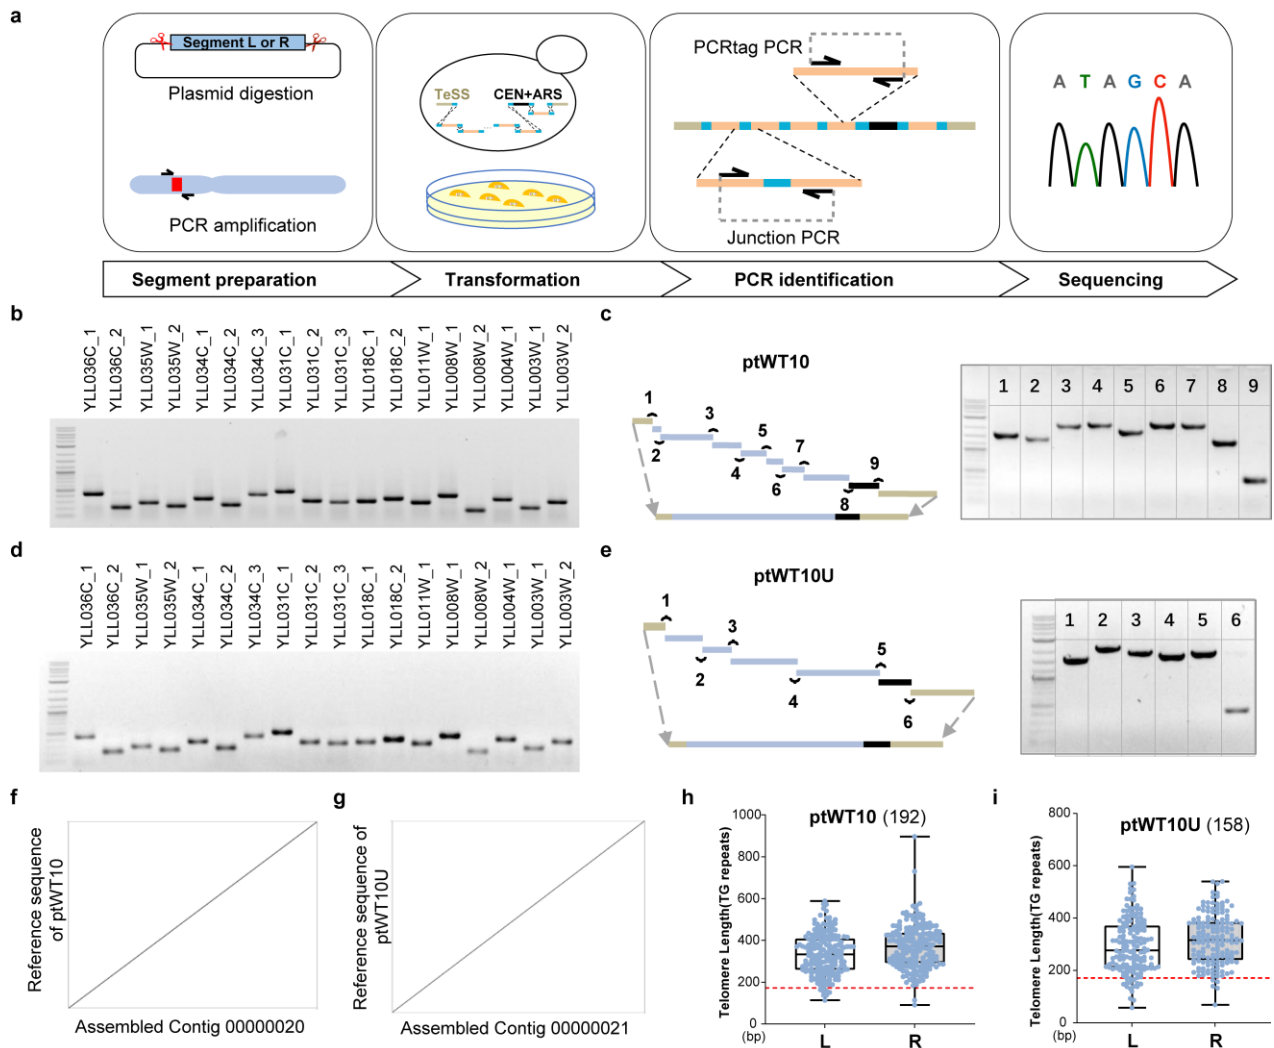 a
Segment L or R
Plasmid digestion
PCR amplification
TeSS
CEN+ARS
PCRtag PCR
Junction PCR
A T A G C A
Segment preparation
Transformation
PCR identification
Sequencing
b
YLL036C_1
YLL036C_2
YLL035W_1
YLL035W_2
YLL034C_1
YLL034C_2
YLL034C_3
YLL031C_1
YLL031C_2
YLL031C_3
YLL018C_1
YLL018C_2
YLL011W_1
YLL008W_1
YLL008W_2
YLL004W_1
YLL003W_1
YLL003W_2
c
ptWT10
1
2
3
4
5
6
7
8
9
1 2 3 4 5 6 7 8 9
d
YLL036C_1
YLL036C_2
YLL035W_1
YLL035W_2
YLL034C_1
YLL034C_2
YLL034C_3
YLL031C_1
YLL031C_2
YLL031C_3
YLL018C_1
YLL018C_2
YLL011W_1
YLL008W_1
YLL008W_2
YLL004W_1
YLL003W_1
YLL003W_2
e
ptWT10U
1
2
3
4
5
6
1 2 3 4 5 6
f
Reference sequence
of ptWT10
Assembled Contig 00000020
g
Reference sequence of
ptWT10U
Assembled Contig 00000021
h
ptWT10 (192)
Telomere Length(TG repeats)
1000
800
600
400
200
0
(bp)
L
R
i
ptWT10U (158)
Telomere Length(TG repeats)
800
600
400
200
0
(bp)
L
R